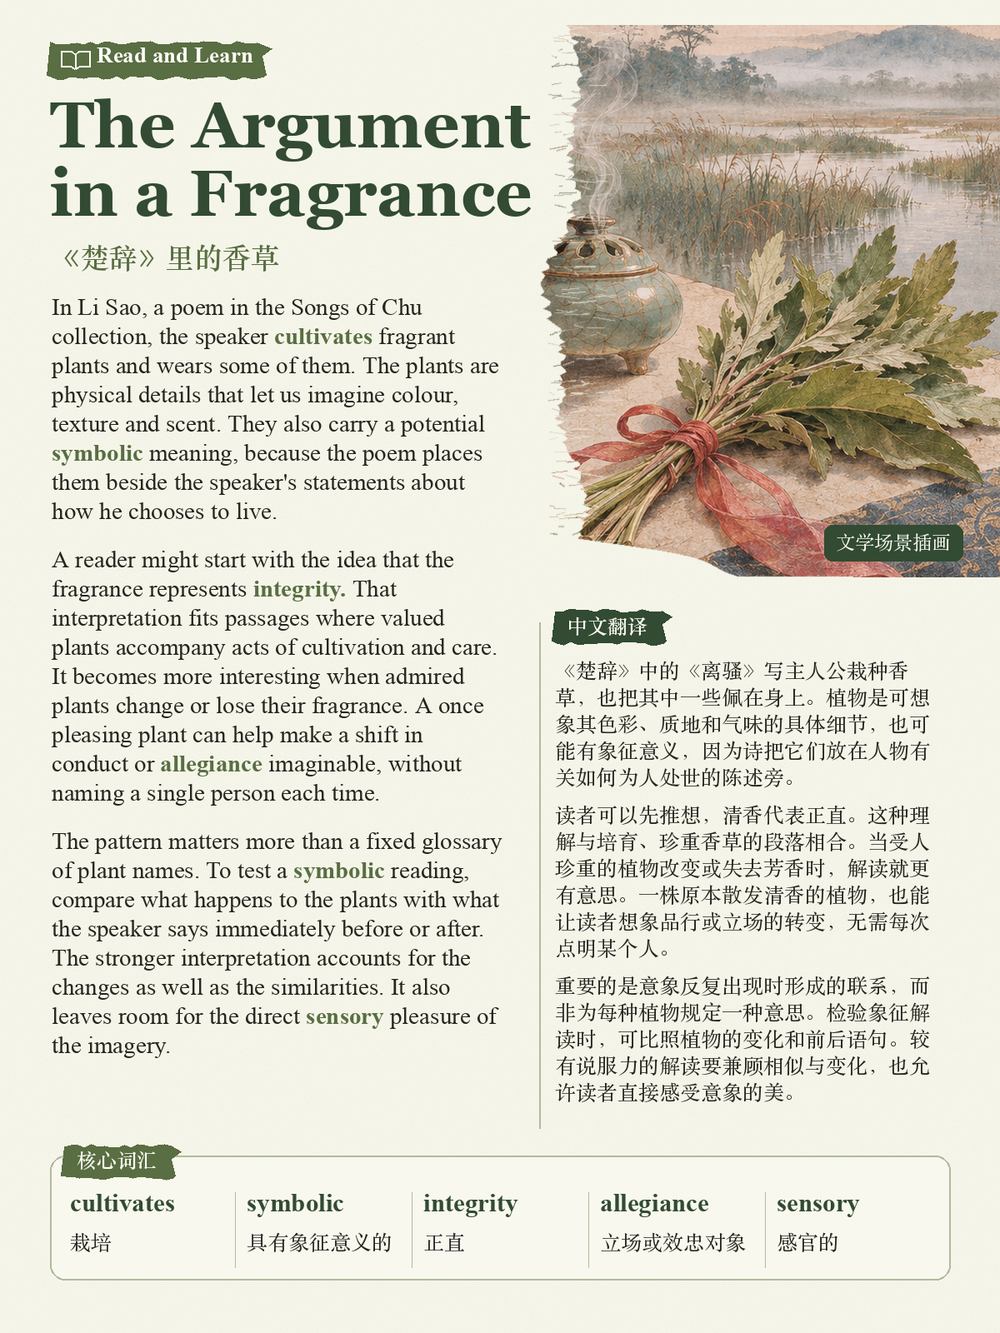 Read and Learn
The Argument
in a Fragrance
《楚辞》里的香草
In Li Sao, a poem in the Songs of Chu
collection, the speaker cultivates fragrant
plants and wears some of them. The plants are
physical details that let us imagine colour,
texture and scent. They also carry a potential
symbolic meaning, because the poem places
them beside the speaker's statements about
how he chooses to live.
A reader might start with the idea that the
fragrance represents integrity. That
interpretation fits passages where valued
plants accompany acts of cultivation and care.
It becomes more interesting when admired
plants change or lose their fragrance. A once
pleasing plant can help make a shift in
conduct or allegiance imaginable, without
naming a single person each time.
The pattern matters more than a fixed glossary
of plant names. To test a symbolic reading,
compare what happens to the plants with what
the speaker says immediately before or after.
The stronger interpretation accounts for the
changes as well as the similarities. It also
leaves room for the direct sensory pleasure of
the imagery.
文学场景插画
中文翻译
《楚辞》中的《离骚》写主人公栽种香
草，也把其中一些佩在身上。植物是可想
象其色彩、质地和气味的具体细节，也可
能有象征意义，因为诗把它们放在人物有
关如何为人处世的陈述旁。
读者可以先推想，清香代表正直。这种理
解与培育、珍重香草的段落相合。当受人
珍重的植物改变或失去芳香时，解读就更
有意思。一株原本散发清香的植物，也能
让读者想象品行或立场的转变，无需每次
点明某个人。
重要的是意象反复出现时形成的联系，而
非为每种植物规定一种意思。检验象征解
读时，可比照植物的变化和前后语句。较
有说服力的解读要兼顾相似与变化，也允
许读者直接感受意象的美。
核心词汇
cultivates
栽培
symbolic
具有象征意义的
integrity
正直
allegiance
立场或效忠对象
sensory
感官的